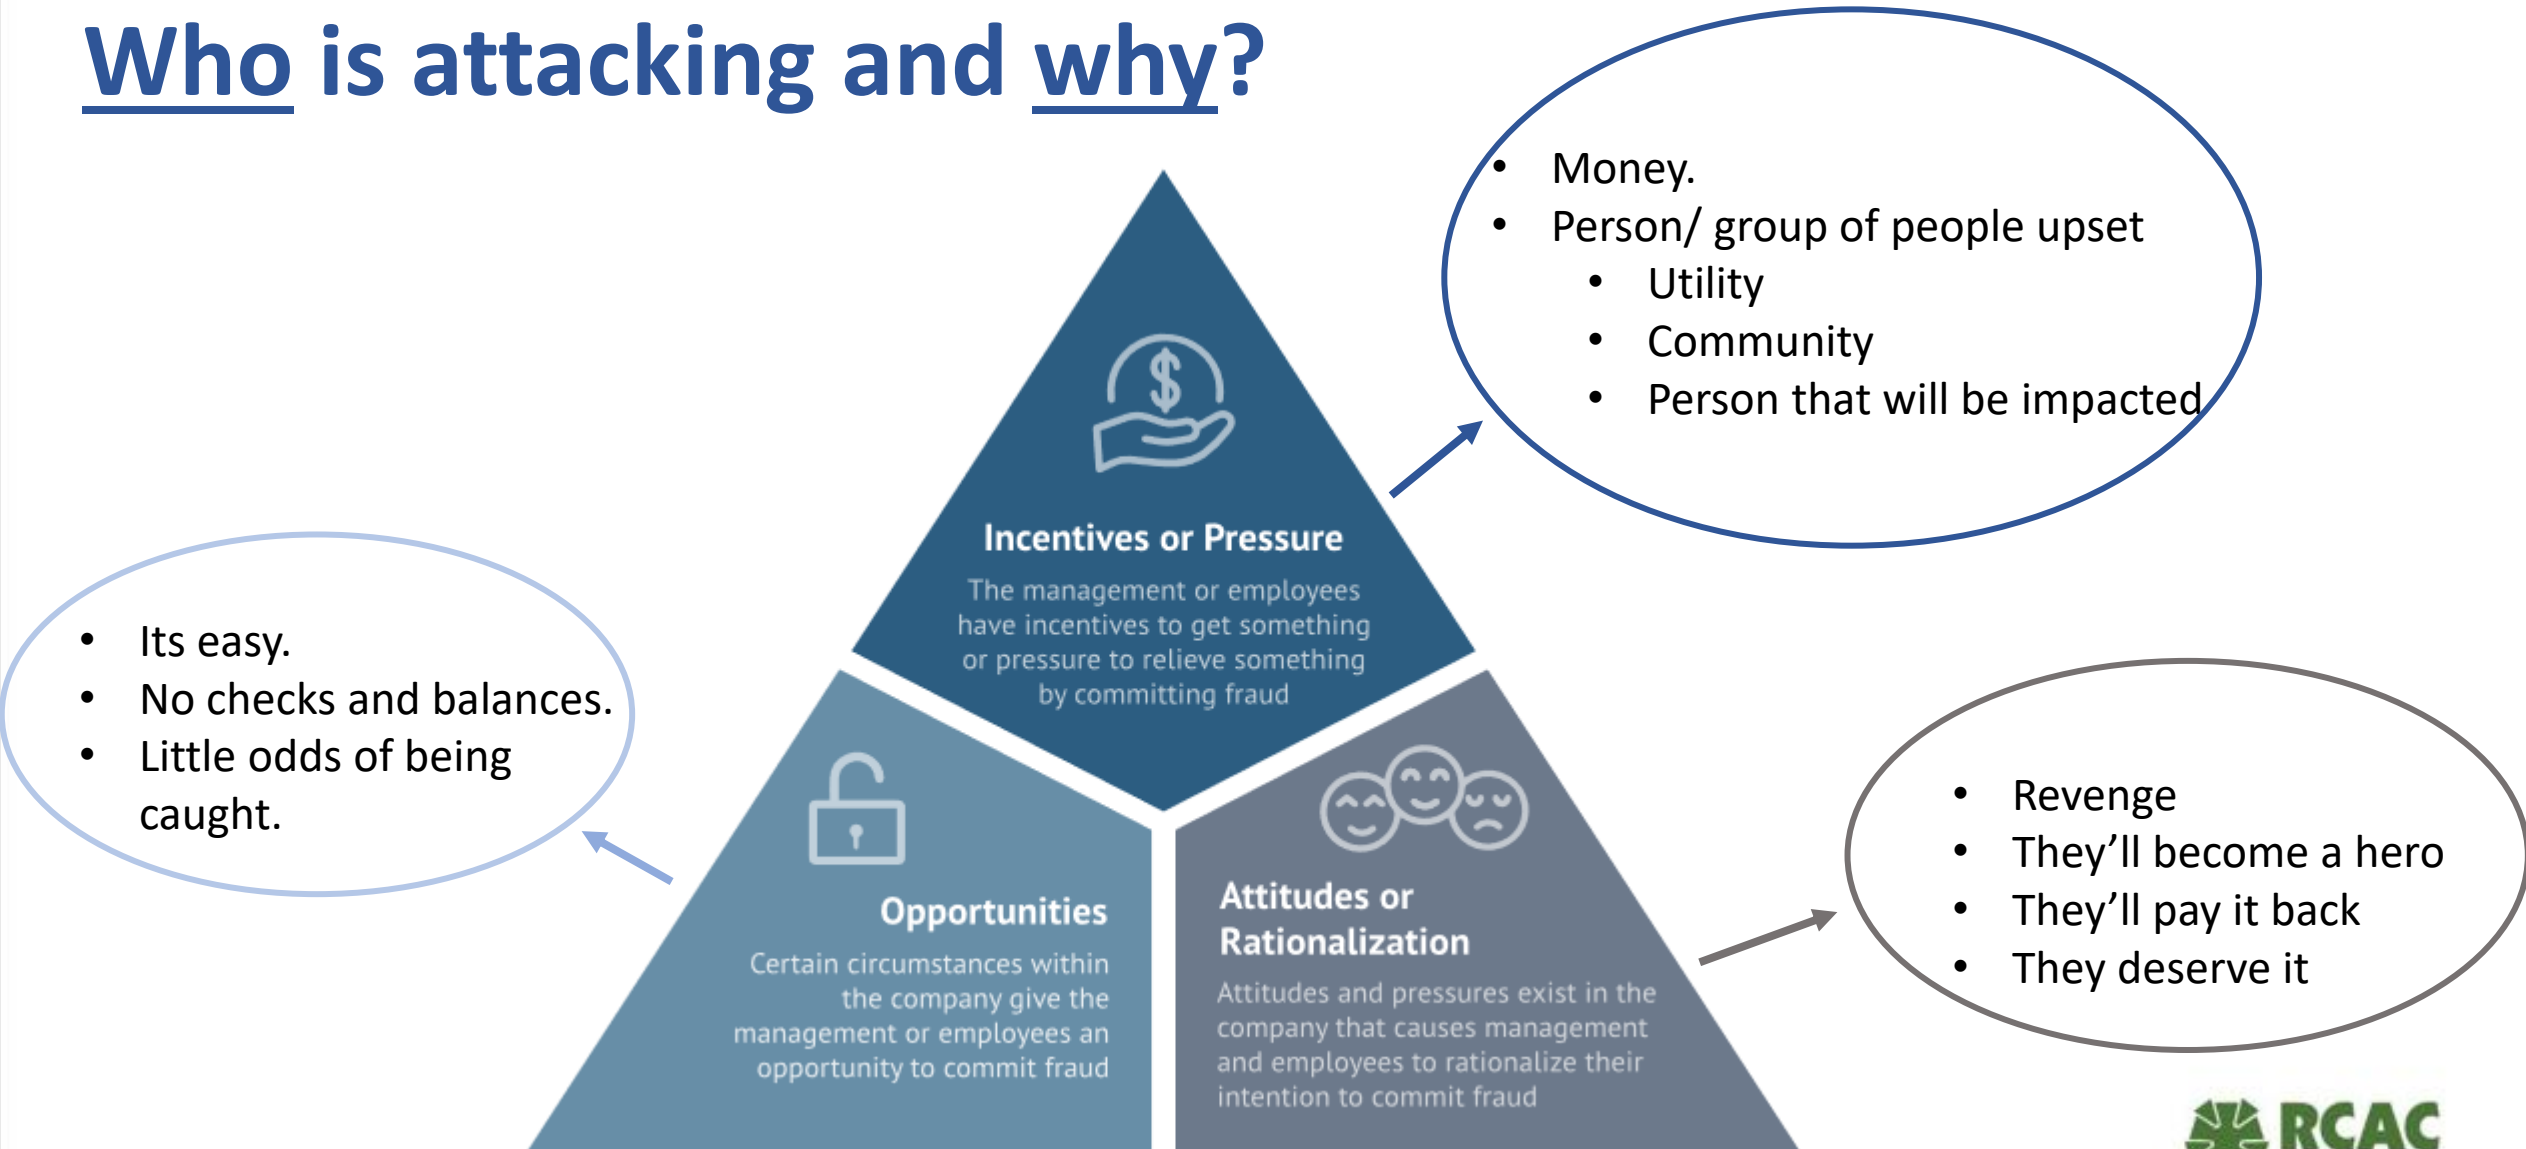 Who is attacking and why?
• Money.
• Person/ group of people upset
• Utility
• Community
• Person that will be impacted
$
Incentives or Pressure
The management or employees
have incentives to get something
or pressure to relieve something
by committing fraud
• Its easy.
• No checks and balances.
• Little odds of being
caught.
Opportunities
Certain circumstances within
the company give the
management or employees an
opportunity to commit fraud
Attitudes or
Rationalization
Attitudes and pressures exist in the
company that causes management
and employees to rationalize their
intention to commit fraud
• Revenge
• They’ll become a hero
• They’ll pay it back
• They deserve it
RCAC